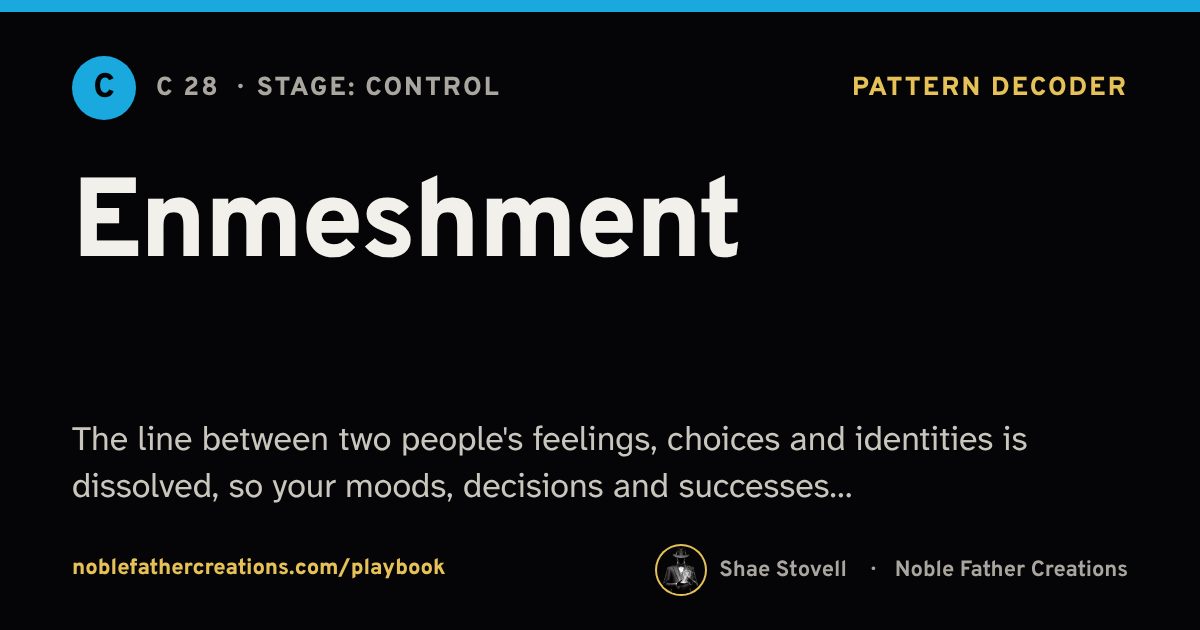 C
C 28 · STAGE: CONTROL
PATTERN DECODER
Enmeshment
The line between two people's feelings, choices and identities is
dissolved, so your moods, decisions and successes...
noblefathercreations.com/playbook
Shae Stovell · Noble Father Creations